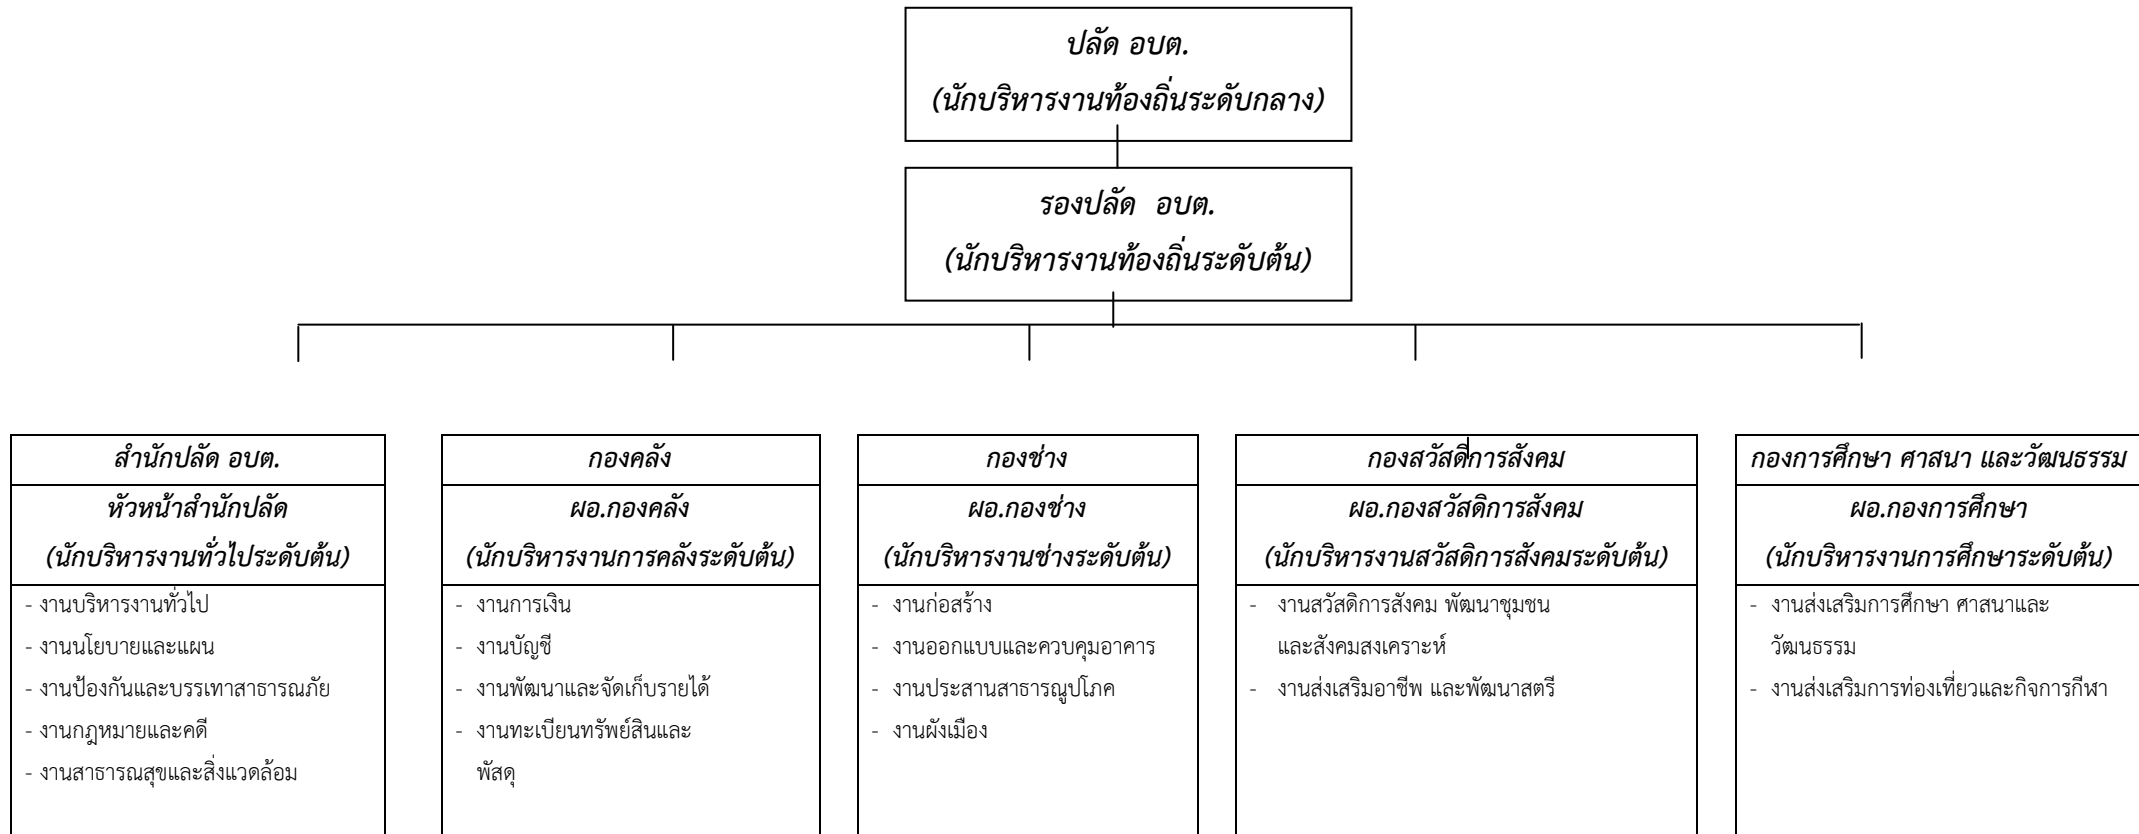 ปลัด อบต.
(นักบริหารงานท้องถิ่นระดับกลาง)
รองปลัด อบต.
(นักบริหารงานท้องถิ่นระดับต้น)
สำนักปลัด อบต.
หัวหน้าสำนักปลัด
(นักบริหารงานทั่วไประดับต้น)
- งานบริหารงานทั่วไป
- งานนโยบายและแผน
- งานป้องกันและบรรเทาสาธารณภัย
- งานกฎหมายและคดี
- งานสาธารณสุขและสิ่งแวดล้อม
กองคลัง
ผอ.กองคลัง
(นักบริหารงานการคลังระดับต้น)
- งานการเงิน
- งานบัญชี
- งานพัฒนาและจัดเก็บรายได้
- งานทะเบียนทรัพย์สินและ
พัสดุ
กองช่าง
ผอ.กองช่าง
(นักบริหารงานช่างระดับต้น)
- งานก่อสร้าง
- งานออกแบบและควบคุมอาคาร
- งานประสานสาธารณูปโภค
- งานผังเมือง
กองสวัสดิการสังคม
ผอ.กองสวัสดิการสังคม
(นักบริหารงานสวัสดิการสังคมระดับต้น)
- งานสวัสดิการสังคม พัฒนาชุมชน
และสังคมสงเคราะห์
- งานส่งเสริมอาชีพ และพัฒนาสตรี
กองการศึกษา ศาสนา และวัฒนธรรม
ผอ.กองการศึกษา
(นักบริหารงานการศึกษาระดับต้น)
- งานส่งเสริมการศึกษา ศาสนาและ
วัฒนธรรม
- งานส่งเสริมการท่องเที่ยวและกิจการกีฬา